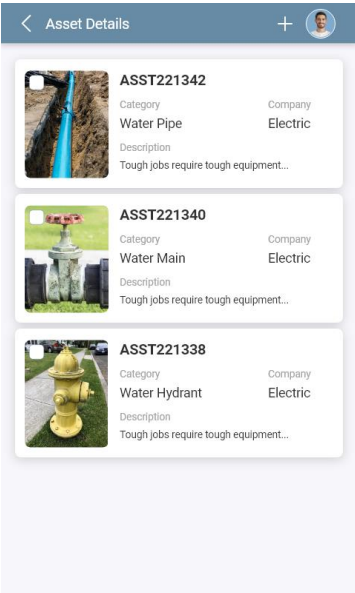 Asset Details
ASST221342
Category Company
Water Pipe Electric
Description
Tough jobs require tough equipment...
ASST221340
Category Company
Water Main Electric
Description
Tough jobs require tough equipment...
ASST221338
Category Company
Water Hydrant Electric
Description
Tough jobs require tough equipment...